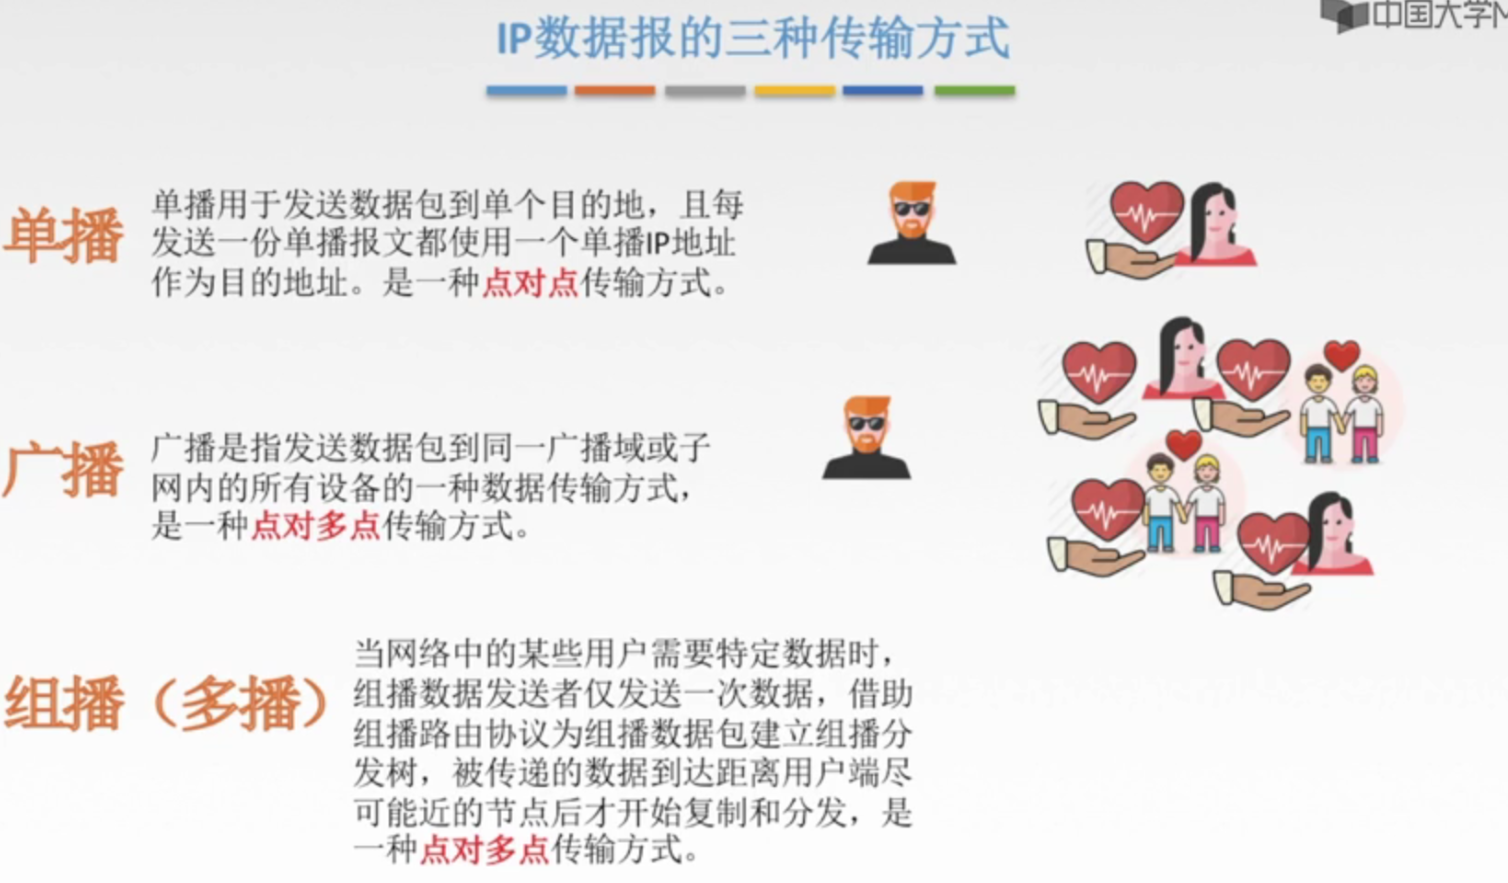 IP数据报的三种传输方式
中国大学M
单播
单播用于发送数据包到单个目的地，且每
发送一份单播报文都使用一个单播IP地址
作为目的地址。是一种点对点传输方式。
广播
广播是指发送数据包到同一广播域或子
网内的所有设备的一种数据传输方式，
是一种点对多点传输方式。
组播（多播）
当网络中的某些用户需要特定数据时，
组播数据发送者仅发送一次数据，借助
组播路由协议为组播数据包建立组播分
发树，被传递的数据到达距离用户端尽
可能近的节点后才开始复制和分发，是
一种点对多点传输方式。